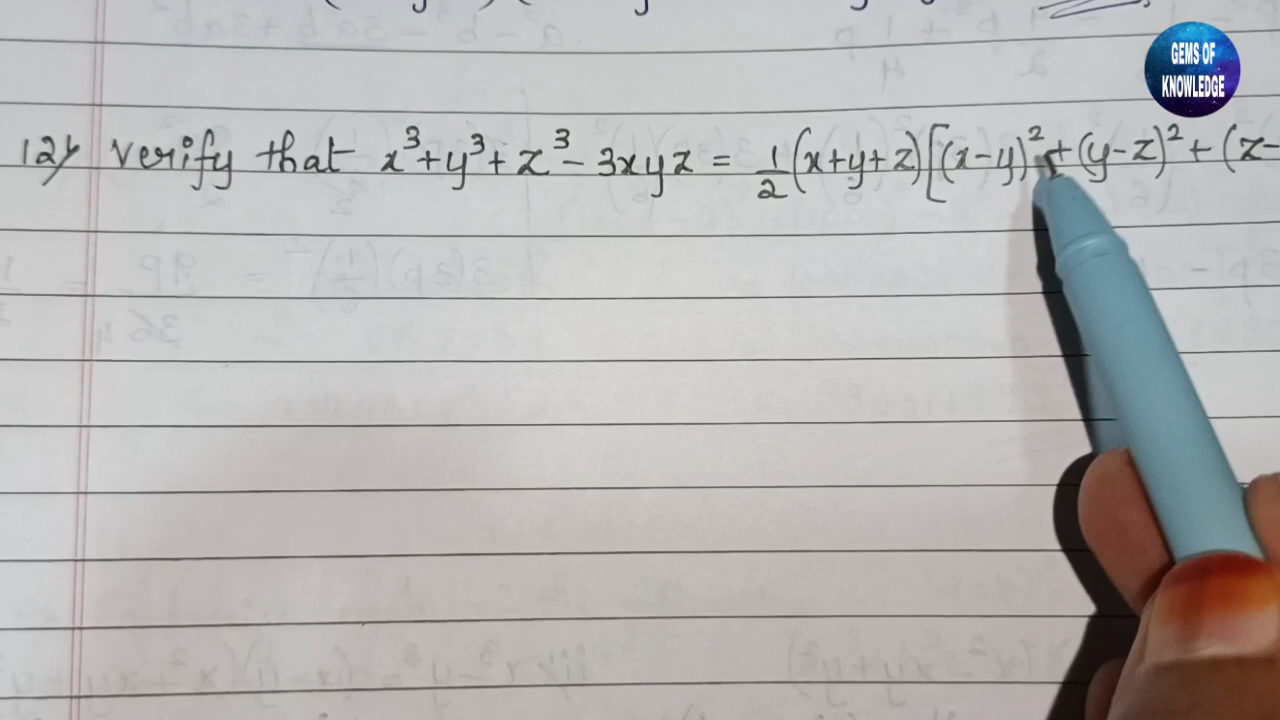 GEMS OF
KNOWLEDGE
12) Verify that x³+y³+z³-3xyz = 1/2 (x+y+z)[(x-y)²+(y-z)²+(z-